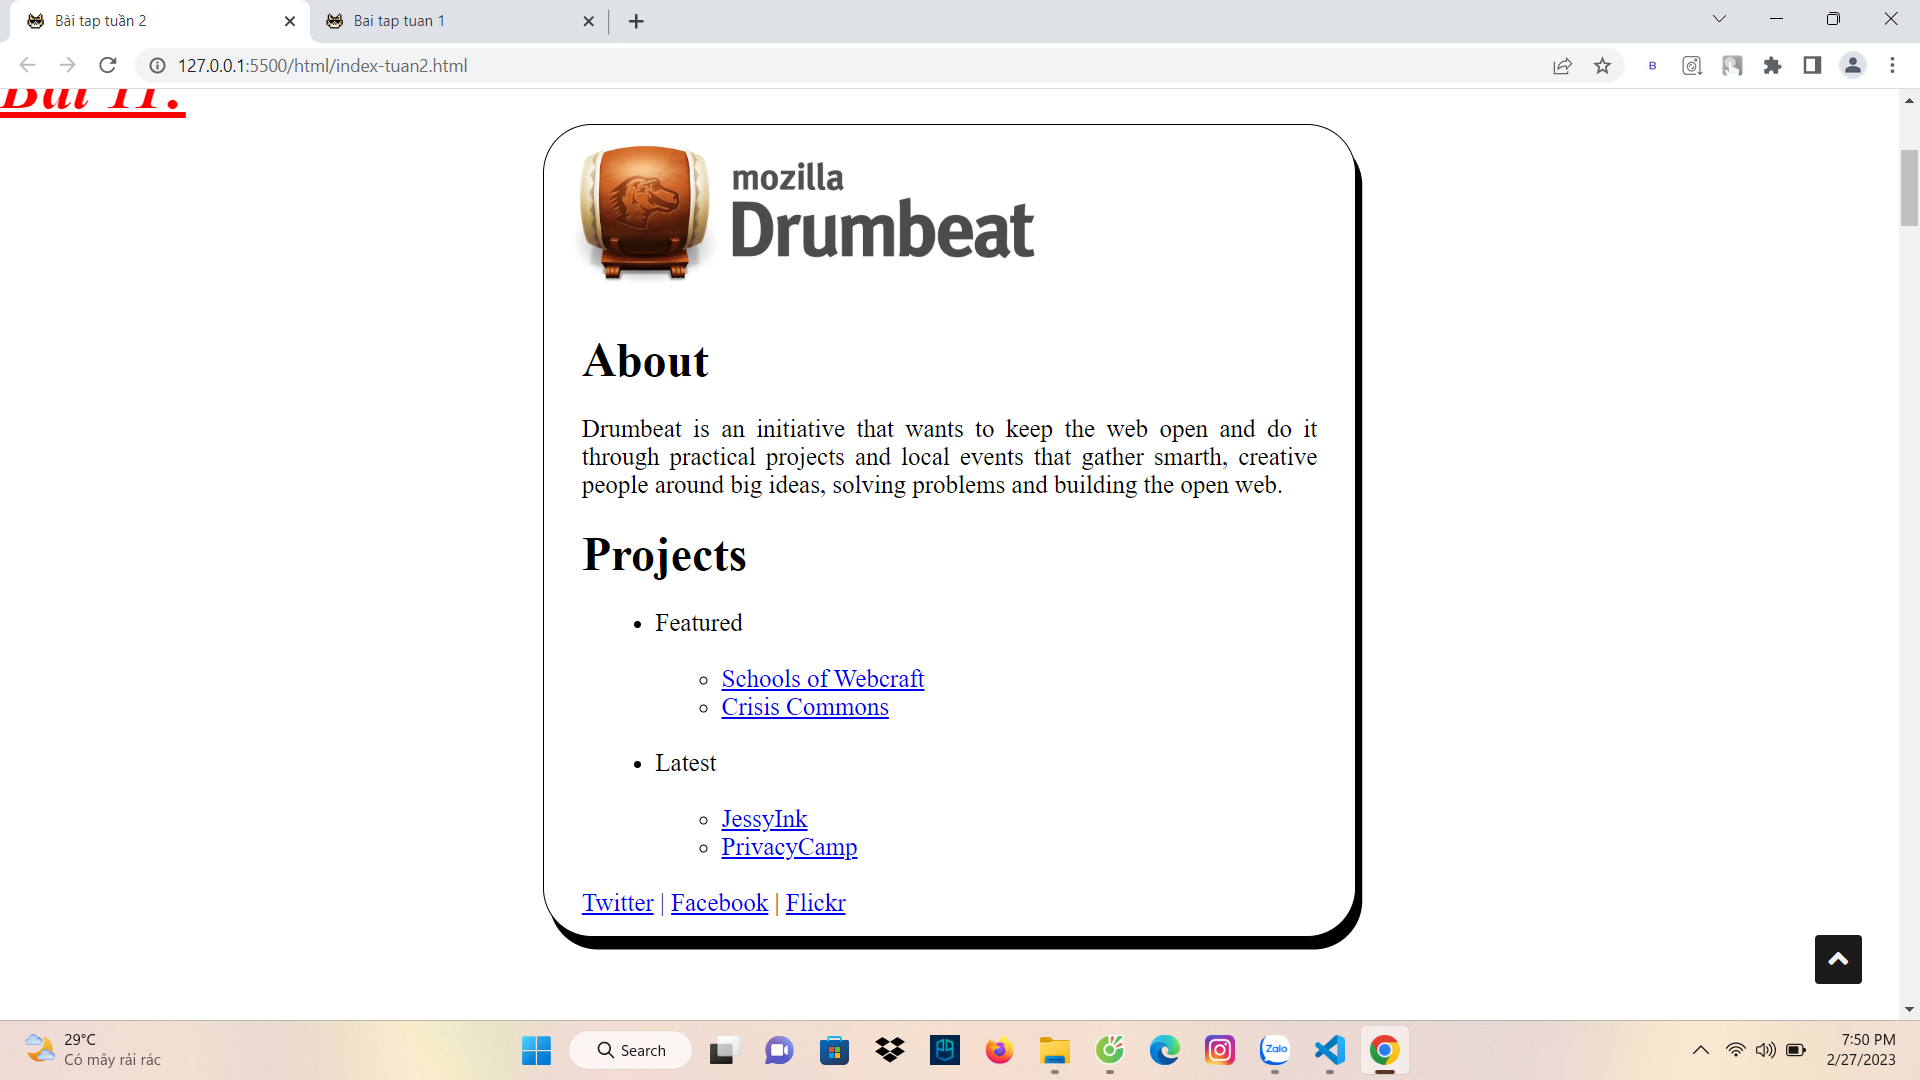 Bài tap tuần 2
Bai tap tuan 1
127.0.0.1:5500/html/index-tuan2.html
B
Bài 11:
mozilla
Drumbeat
About
Drumbeat is an initiative that wants to keep the web open and do it
through practical projects and local events that gather smarth, creative
people around big ideas, solving problems and building the open web.
Projects
Featured
Schools of Webcraft
Crisis Commons
Latest
JessyInk
PrivacyCamp
Twitter | Facebook | Flickr
29°C
Có mây rải rác
Search
Zalo
7:50 PM
2/27/2023